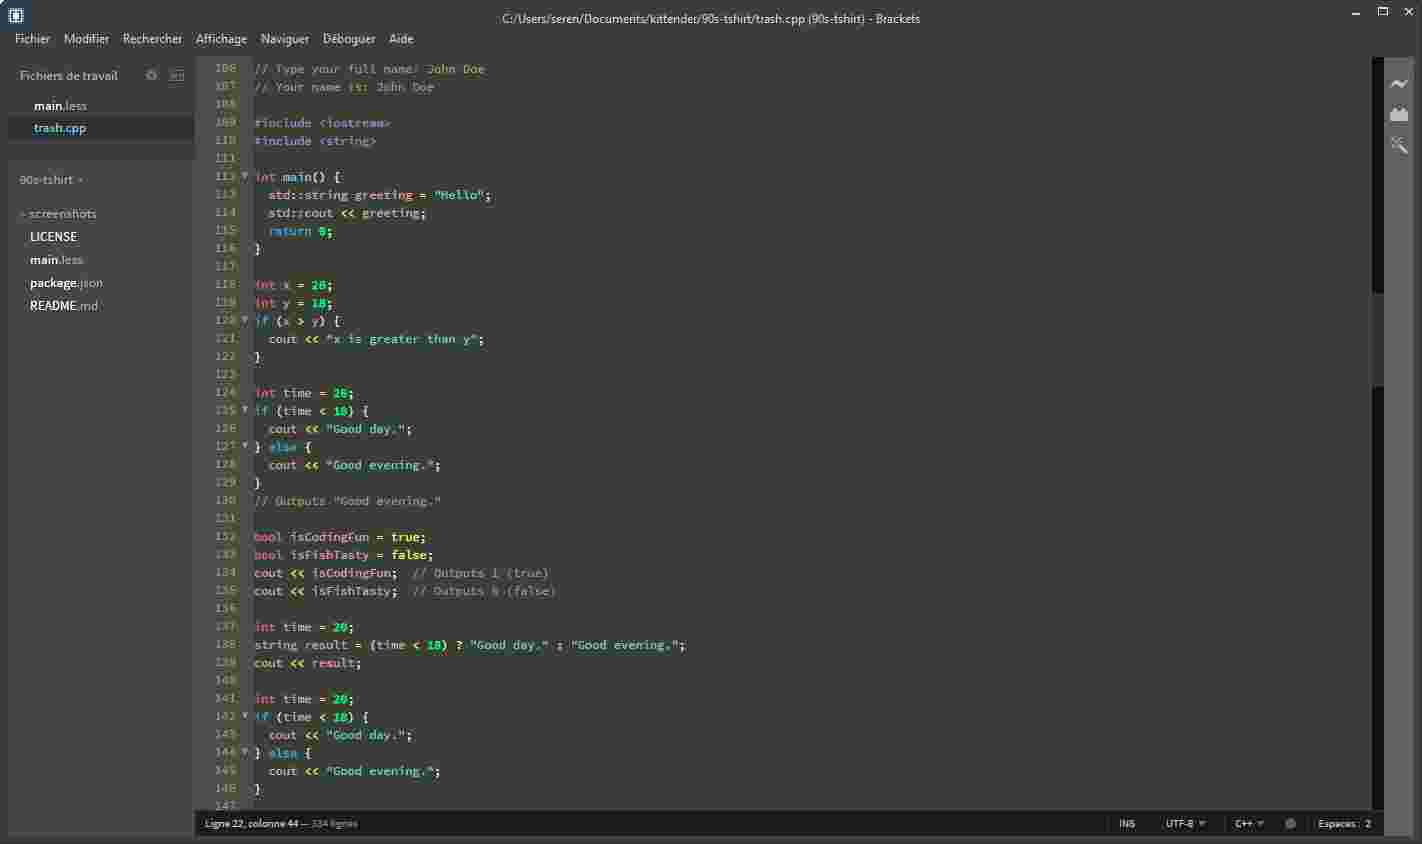 C:/Users/seren/Documents/kittender/90s-tshirt/trash.cpp (90s-tshirt) - Brackets
Fichier Modifier Rechercher Affichage Naviguer Déboguer Aide
Fichiers de travail
main.less
trash.cpp
90s-tshirt
screenshots
LICENSE
main.less
package.json
README.md
106 // Type your full name: John Doe
107 // Your name is: John Doe
108
109 #include <iostream>
110 #include <string>
111
112 int main() {
113 std::string greeting = "Hello";
114 std::cout << greeting;
115 return 0;
116 }
117
118 int x = 20;
119 int y = 18;
120 if (x > y) {
121 cout << "x is greater than y";
122 }
123
124 int time = 20;
125 if (time < 18) {
126 cout << "Good day.";
127 } else {
128 cout << "Good evening.";
129 }
130 // Outputs "Good evening."
131
132 bool isCodingFun = true;
133 bool isFishTasty = false;
134 cout << isCodingFun; // Outputs 1 (true)
135 cout << isFishTasty; // Outputs 0 (false)
136
137 int time = 20;
138 string result = (time < 18) ? "Good day." : "Good evening.";
139 cout << result;
140
141 int time = 20;
142 if (time < 18) {
143 cout << "Good day.";
144 } else {
145 cout << "Good evening.";
146 }
147
Ligne 22, colonne 44 — 334 lignes
INS UTF-8 C++ Espaces : 2